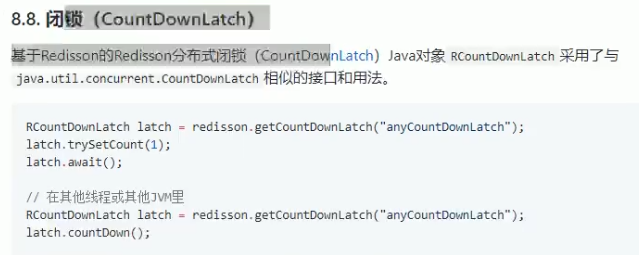 8.8. 闭锁（CountDownLatch）
基于Redisson的Redisson分布式闭锁（CountDownLatch）Java对象 RCountDownLatch 采用了与
java.util.concurrent.CountDownLatch 相似的接口和用法。
RCountDownLatch latch = redisson.getCountDownLatch("anyCountDownLatch");
latch.trySetCount(1);
latch.await();
// 在其他线程或其他JVM里
RCountDownLatch latch = redisson.getCountDownLatch("anyCountDownLatch");
latch.countDown();